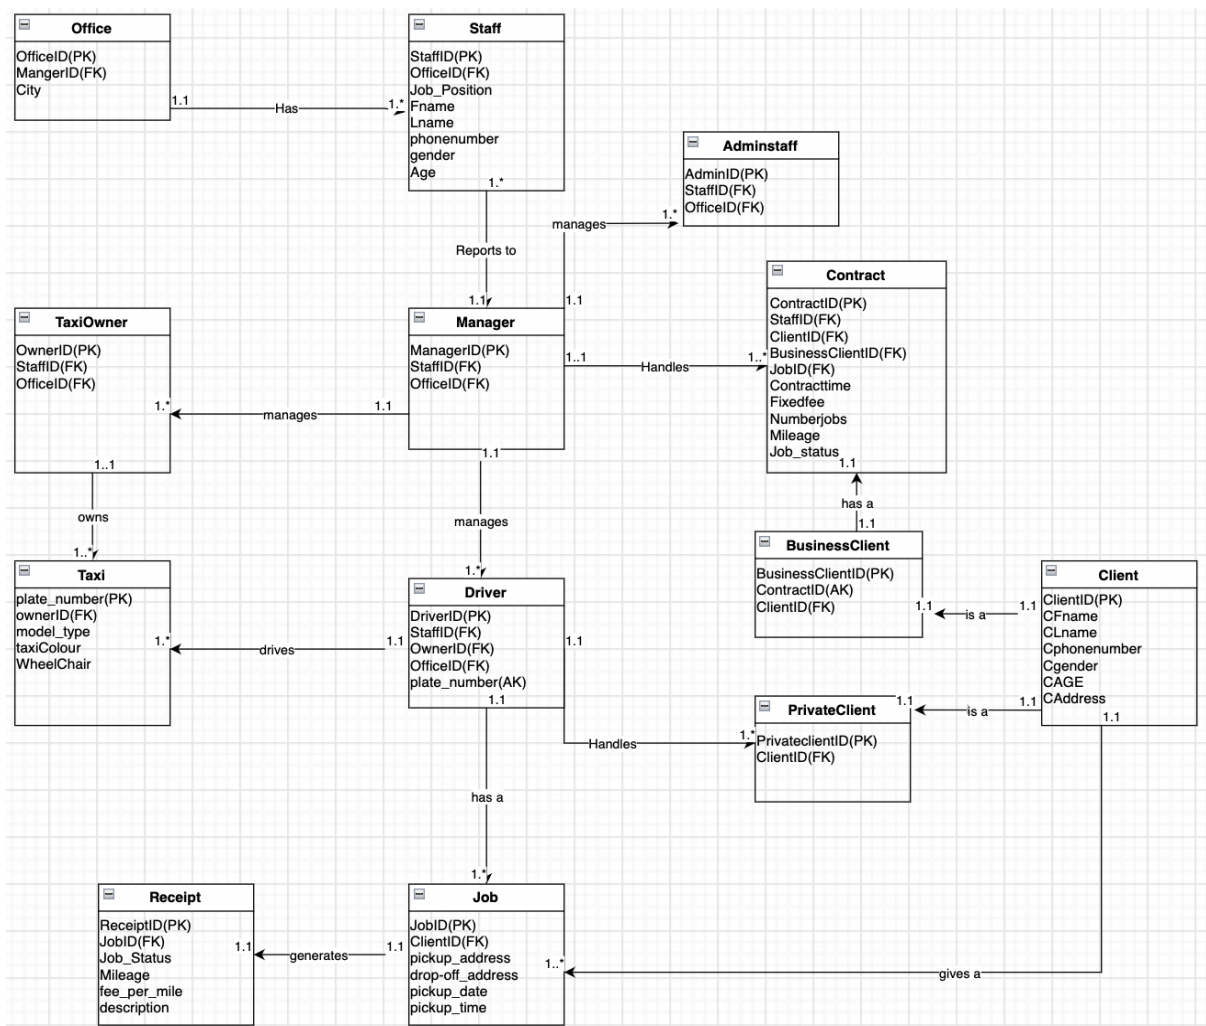 Office
OfficeID(PK)
MangerID(FK)
City
1.1
Has
1.*
Staff
StaffID(PK)
OfficeID(FK)
Job_Position
Fname
Lname
phonenumber
gender
Age
1.*
Reports to
1.1
Adminstaff
AdminID(PK)
StaffID(FK)
OfficeID(FK)
1.*
manages
1.1
TaxiOwner
OwnerID(PK)
StaffID(FK)
OfficeID(FK)
1.*
manages
1.1
1..1
owns
1..*
Manager
ManagerID(PK)
StaffID(FK)
OfficeID(FK)
1..1
Handles
1..*
1.1
manages
1.*
Contract
ContractID(PK)
StaffID(FK)
ClientID(FK)
BusinessClientID(FK)
JobID(FK)
Contracttime
Fixedfee
Numberjobs
Mileage
Job_status
1.1
has a
1.1
Taxi
plate_number(PK)
ownerID(FK)
model_type
taxiColour
WheelChair
1.*
drives
1.1
Driver
DriverID(PK)
StaffID(FK)
OwnerID(FK)
OfficeID(FK)
plate_number(AK)
1.1
1.1
Handles
1.*
has a
1.*
BusinessClient
BusinessClientID(PK)
ContractID(AK)
ClientID(FK)
1.1
is a
1.1
Client
ClientID(PK)
CFname
CLname
Cphonenumber
Cgender
CAGE
CAddress
1.1
PrivateClient
PrivateclientID(PK)
ClientID(FK)
1.1
is a
1.1
Receipt
ReceiptID(PK)
JobID(FK)
Job_Status
Mileage
fee_per_mile
description
1.1
generates
1.1
Job
JobID(PK)
ClientID(FK)
pickup_address
drop-off_address
pickup_date
pickup_time
1..*
gives a